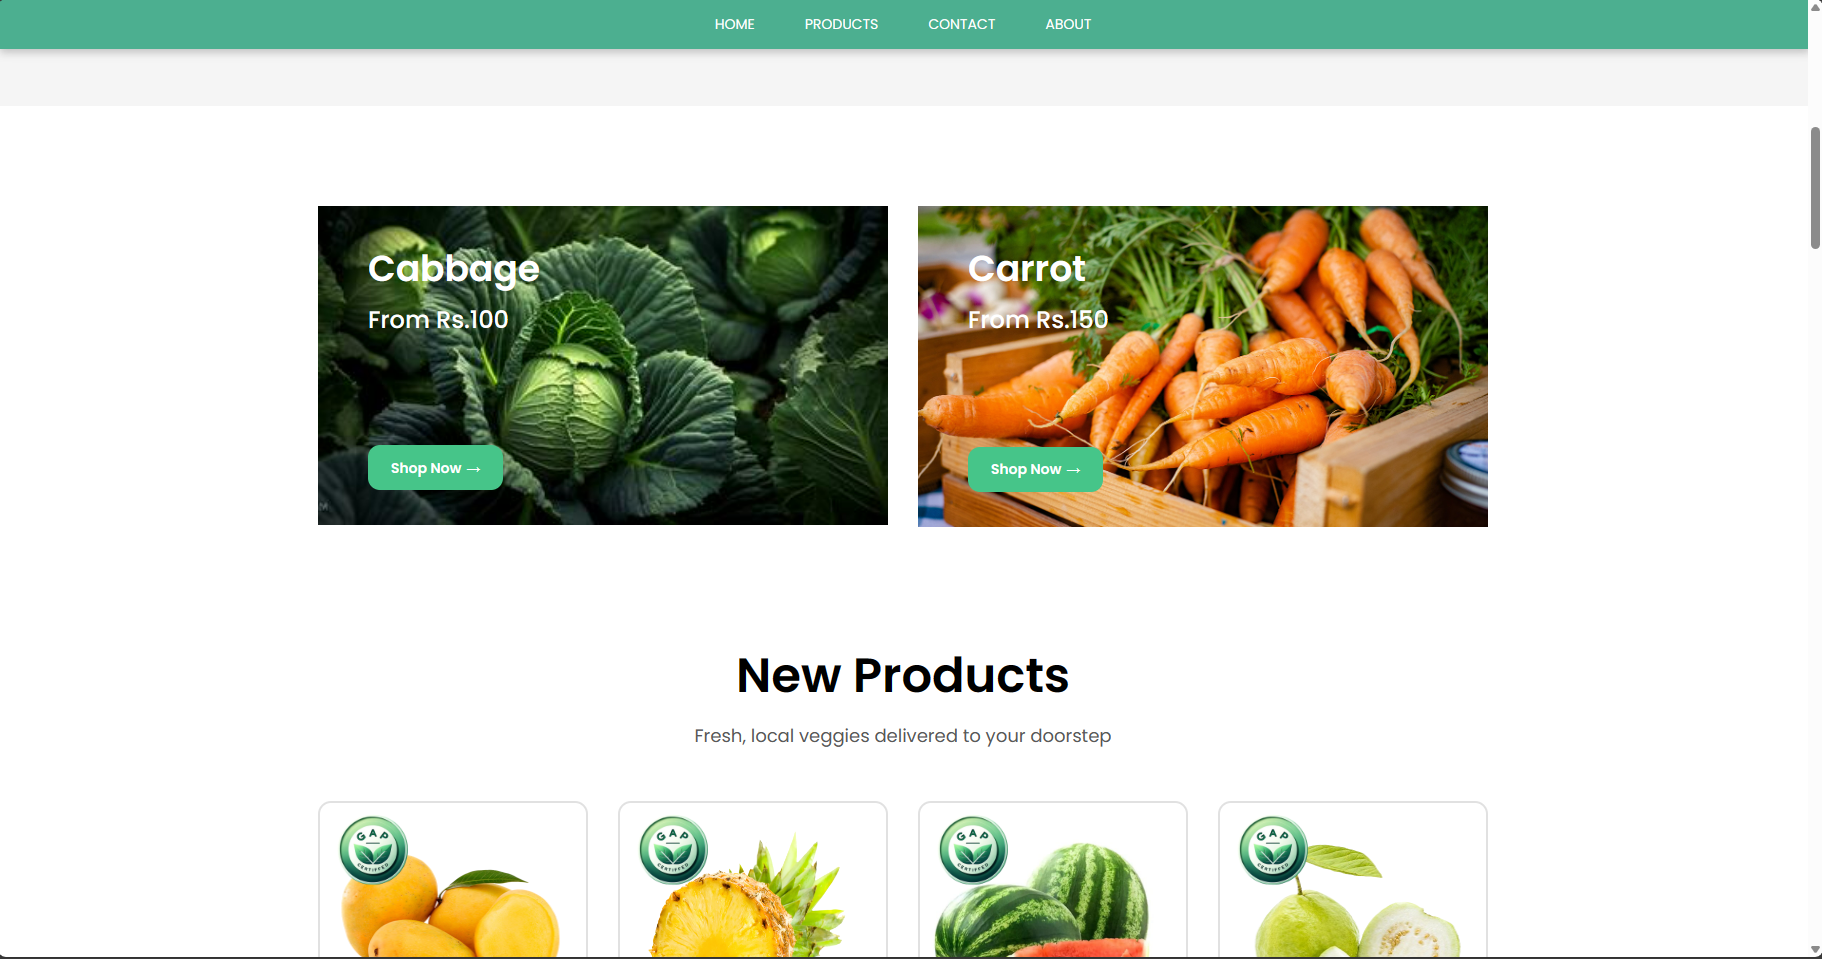 HOME PRODUCTS CONTACT ABOUT
Cabbage
From Rs.100
Shop Now →
Carrot
From Rs.150
Shop Now →
New Products
Fresh, local veggies delivered to your doorstep
GAP
CERTIFIED
GAP
CERTIFIED
GAP
CERTIFIED
GAP
CERTIFIED